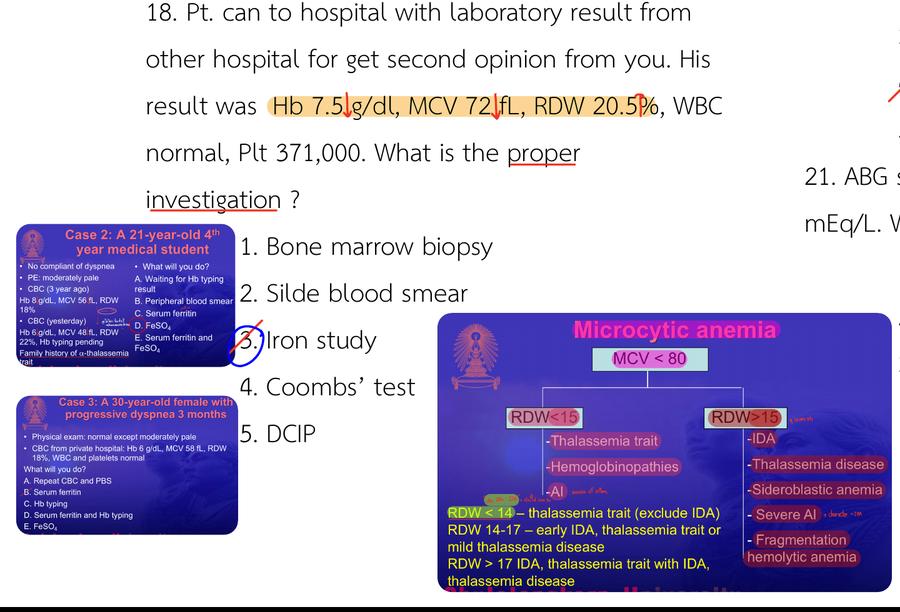 18. Pt. can to hospital with laboratory result from
other hospital for get second opinion from you. His
result was Hb 7.5 g/dl, MCV 72 fL, RDW 20.5%, WBC
normal, Plt 371,000. What is the proper
investigation ?
1. Bone marrow biopsy
2. Silde blood smear
3. Iron study
4. Coombs’ test
5. DCIP
Case 2: A 21-year-old 4th
year medical student
• No compliant of dyspnea
• PE: moderately pale
• CBC (3 year ago)
Hb 8 g/dL, MCV 56 fL, RDW
18%
• CBC (yesterday)
Hb 6 g/dL, MCV 48 fL, RDW
22%, Hb typing pending
Family history of α-thalassemia
trait
• What will you do?
A. Waiting for Hb typing
result
B. Peripheral blood smear
C. Serum ferritin
D. FeSO4
E. Serum ferritin and
FeSO4
Case 3: A 30-year-old female with
progressive dyspnea 3 months
• Physical exam: normal except moderately pale
• CBC from private hospital: Hb 6 g/dL, MCV 58 fL, RDW
18%, WBC and platelets normal
What will you do?
A. Repeat CBC and PBS
B. Serum ferritin
C. Hb typing
D. Serum ferritin and Hb typing
E. FeSO4
Microcytic anemia
MCV < 80
RDW<15
-Thalassemia trait
-Hemoglobinopathies
-AI
RDW>15
-IDA
-Thalassemia disease
-Sideroblastic anemia
- Severe AI
- Fragmentation
hemolytic anemia
RDW < 14 – thalassemia trait (exclude IDA)
RDW 14-17 – early IDA, thalassemia trait or
mild thalassemia disease
RDW > 17 IDA, thalassemia trait with IDA,
thalassemia disease
21. ABG s
mEq/L. W